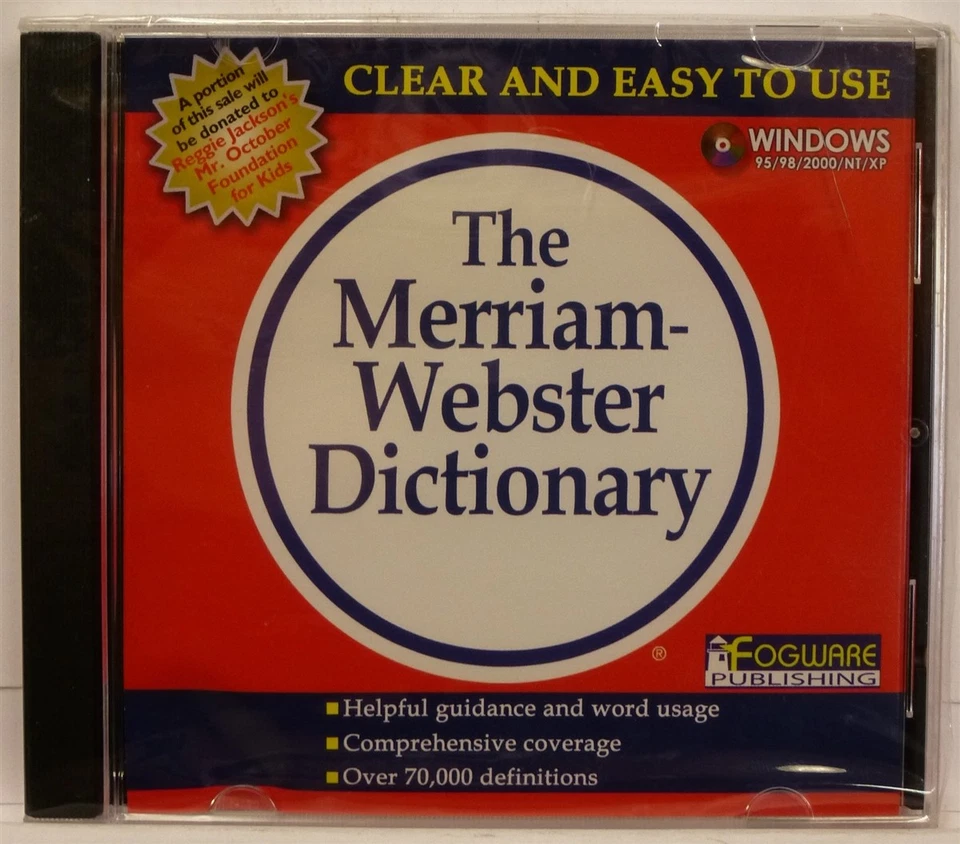 A portion
of this sale will
be donated to
Reggie Jackson's
Mr. October
Foundation
for Kids
CLEAR AND EASY TO USE
WINDOWS
95/98/2000/NT/XP
The
Merriam-
Webster
Dictionary
®
FOGWARE
PUBLISHING
Helpful guidance and word usage
Comprehensive coverage
Over 70,000 definitions